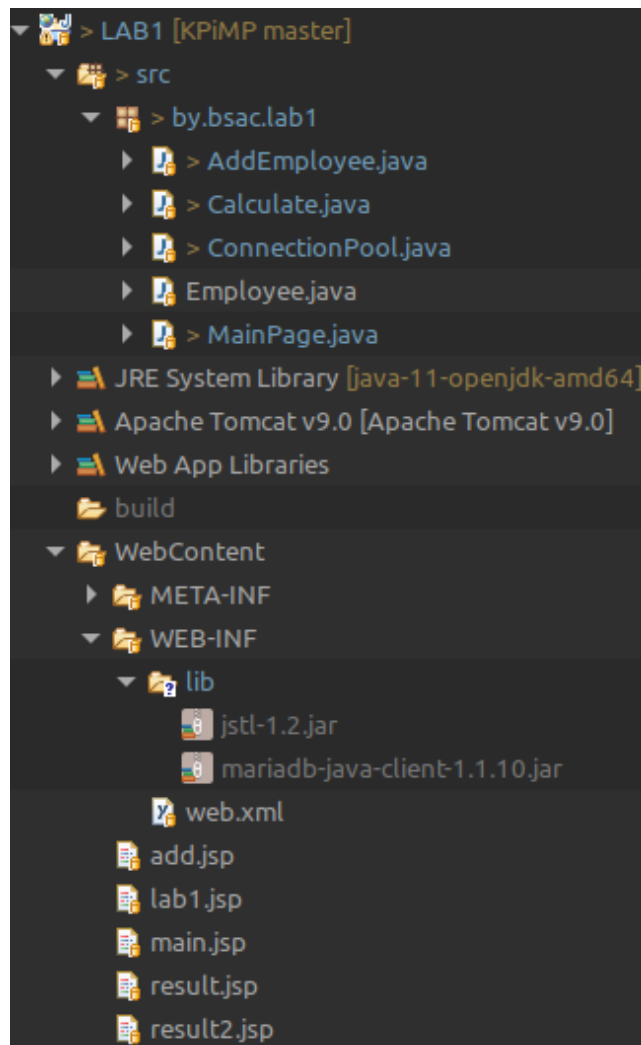 > LAB1 [KPiMP master]
> src
> by.bsac.lab1
> AddEmployee.java
> Calculate.java
> ConnectionPool.java
Employee.java
> MainPage.java
JRE System Library [java-11-openjdk-amd64]
Apache Tomcat v9.0 [Apache Tomcat v9.0]
Web App Libraries
build
WebContent
META-INF
WEB-INF
lib
jstl-1.2.jar
mariadb-java-client-1.1.10.jar
web.xml
add.jsp
lab1.jsp
main.jsp
result.jsp
result2.jsp